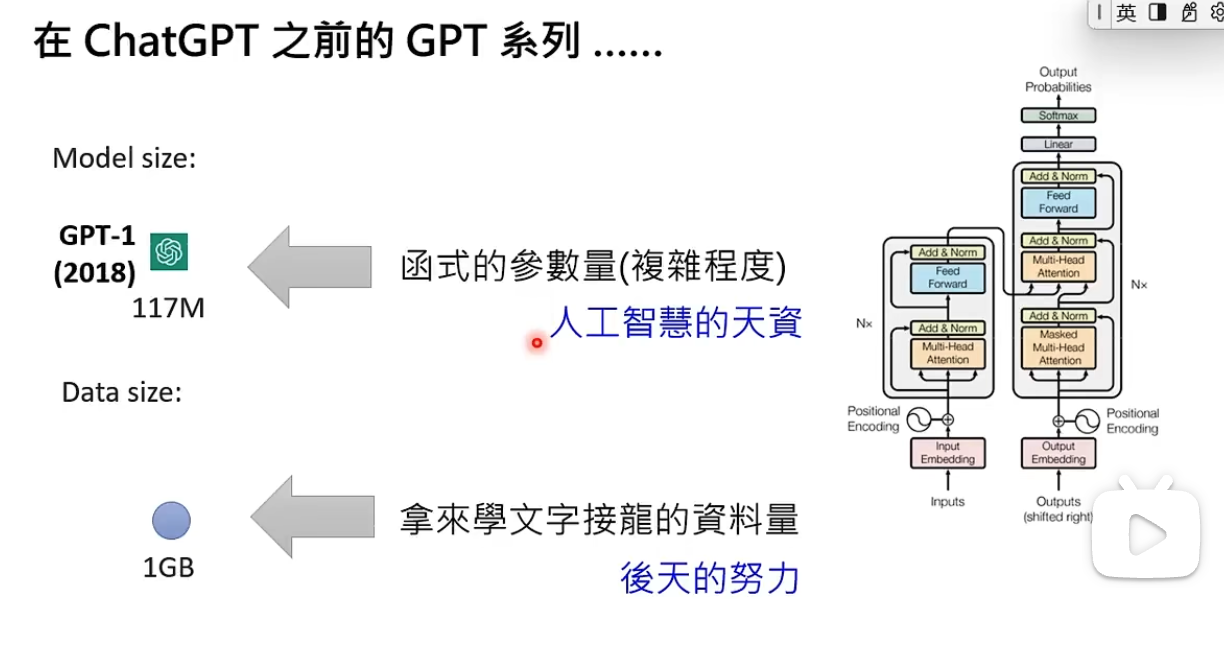 英
在 ChatGPT 之前的 GPT 系列 ……
Model size:
GPT-1
(2018)
117M
函式的參數量(複雜程度)
人工智慧的天資
Data size:
1GB
拿來學文字接龍的資料量
後天的努力
Output
Probabilities
Softmax
Linear
Add & Norm
Feed
Forward
Add & Norm
Multi-Head
Attention
Add & Norm
Masked
Multi-Head
Attention
Nx
Add & Norm
Feed
Forward
Add & Norm
Multi-Head
Attention
Nx
Positional
Encoding
Positional
Encoding
Input
Embedding
Output
Embedding
Inputs
Outputs
(shifted right)